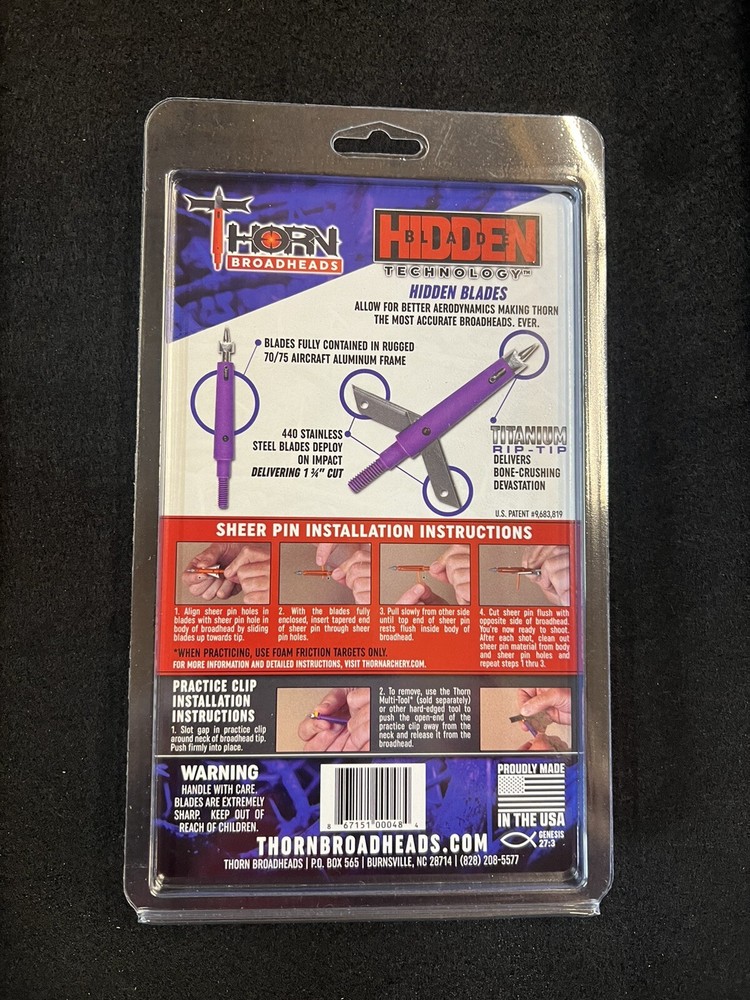 THORN
BROADHEADS
HIDDEN
BLADE
TECHNOLOGY™
HIDDEN BLADES
ALLOW FOR BETTER AERODYNAMICS MAKING THORN
THE MOST ACCURATE BROADHEADS. EVER.
BLADES FULLY CONTAINED IN RUGGED
70/75 AIRCRAFT ALUMINUM FRAME
440 STAINLESS
STEEL BLADES DEPLOY
ON IMPACT
DELIVERING 1 ¾" CUT
TITANIUM
RIP-TIP
DELIVERS
BONE-CRUSHING
DEVASTATION
U.S. PATENT #9,683,819
SHEER PIN INSTALLATION INSTRUCTIONS
1. Align sheer pin holes in
blades with sheer pin hole in
body of broadhead by sliding
blades up towards tip.
2. With the blades fully
enclosed, insert tapered end
of sheer pin through sheer
pin holes.
3. Pull slowly from other side
until top end of sheer pin
rests flush inside body of
broadhead.
4. Cut sheer pin flush with
opposite side of broadhead.
You're now ready to shoot.
After each shot, clean out
sheer pin material from body
and sheer pin holes and
repeat steps 1 thru 3.
*WHEN PRACTICING, USE FOAM FRICTION TARGETS ONLY.
FOR MORE INFORMATION AND DETAILED INSTRUCTIONS, VISIT THORNARCHERY.COM.
PRACTICE CLIP
INSTALLATION
INSTRUCTIONS
1. Slot gap in practice clip
around neck of broadhead tip.
Push firmly into place.
2. To remove, use the Thorn
Multi-Tool* (sold separately)
or other hard-edged tool to
push the open-end of the
practice clip away from the
neck and release it from the
broadhead.
WARNING
HANDLE WITH CARE.
BLADES ARE EXTREMELY
SHARP. KEEP OUT OF
REACH OF CHILDREN.
8 67151 00048 4
PROUDLY MADE
IN THE USA
GENESIS
27:3
THORNBROADHEADS.COM
THORN BROADHEADS | P.O. BOX 565 | BURNSVILLE, NC 28714 | (828) 208-5577